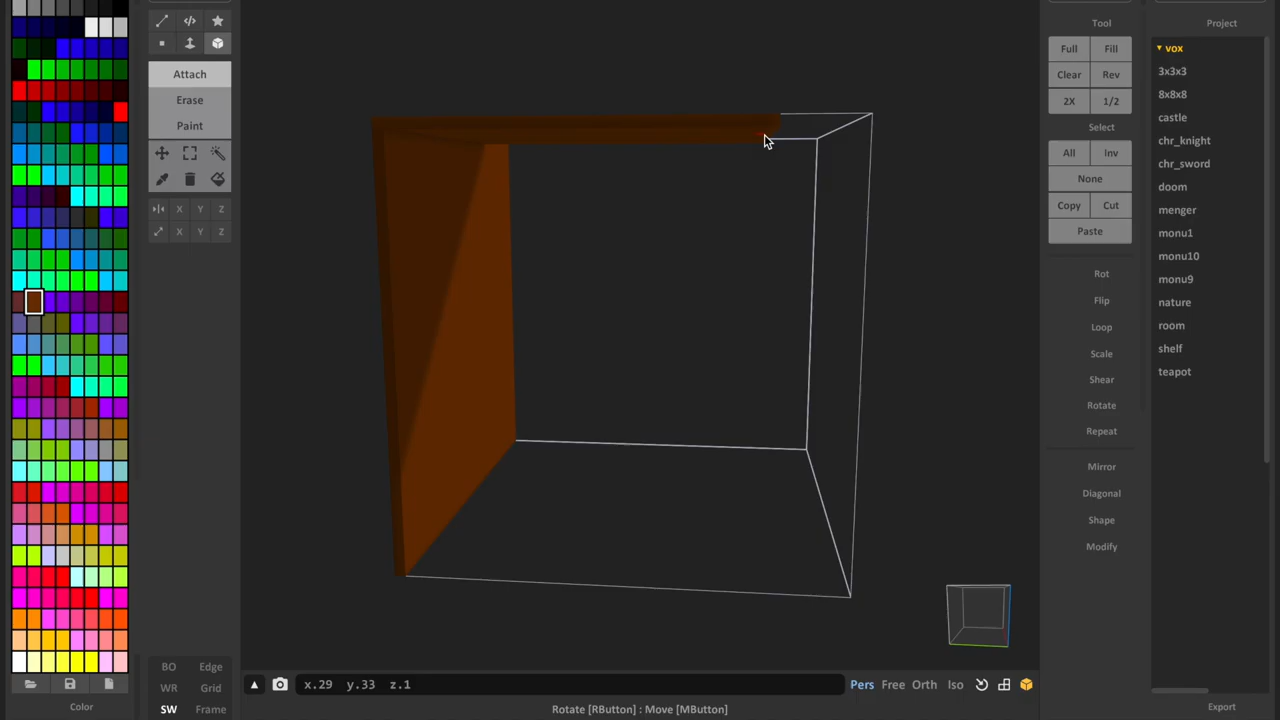 Attach
Erase
Paint
X Y Z
X Y Z
BO Edge
WR Grid
SW Frame
Color
x.29 y.33 z.1
Pers Free Orth Iso
Rotate [RButton] : Move [MButton]
Tool
Full Fill
Clear Rev
2X 1/2
Select
All Inv
None
Copy Cut
Paste
Rot
Flip
Loop
Scale
Shear
Rotate
Repeat
Mirror
Diagonal
Shape
Modify
Project
vox
3x3x3
8x8x8
castle
chr_knight
chr_sword
doom
menger
monu1
monu10
monu9
nature
room
shelf
teapot
Export